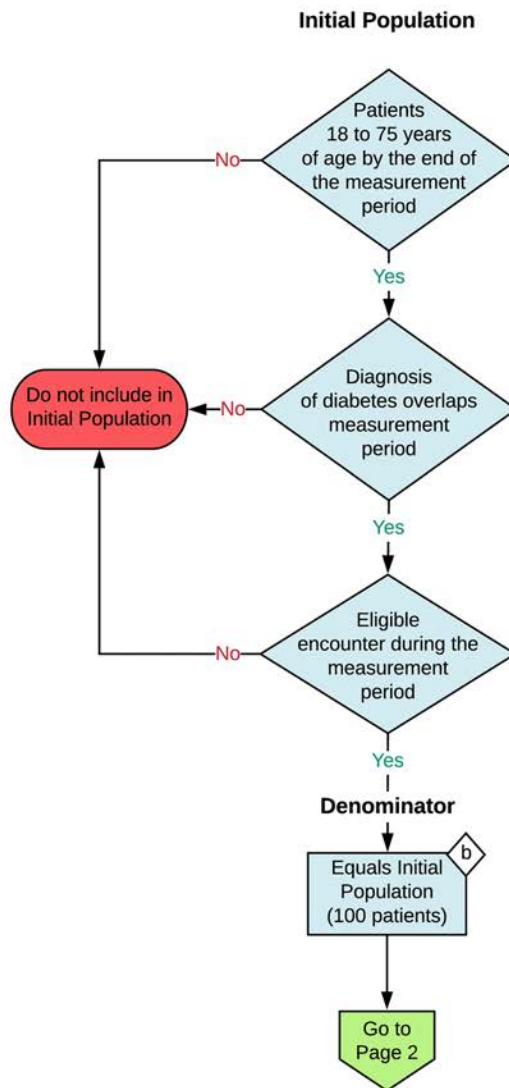 Initial Population
Patients
18 to 75 years
of age by the end of
the measurement
period
No
Yes
Do not include in
Initial Population
No
Diagnosis
of diabetes overlaps
measurement
period
Yes
Eligible
encounter during the
measurement
period
No
Yes
Denominator
b
Equals Initial
Population
(100 patients)
Go to
Page 2